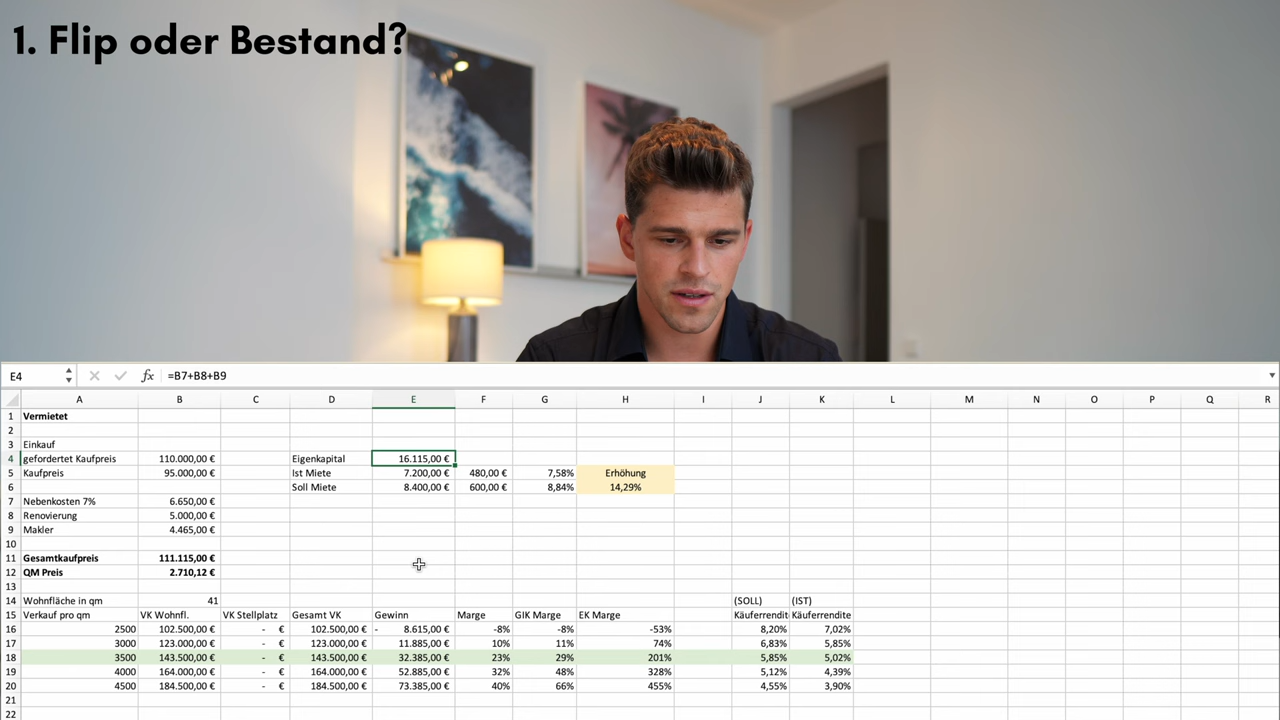 1. Flip oder Bestand?
E4 fx =B7+B8+B9
A B C D E F G H I J K L M N O P Q R
1 Vermietet
2
3 Einkauf
4 gefordertet Kaufpreis 110.000,00 € Eigenkapital 16.115,00 €
5 Kaufpreis 95.000,00 € Ist Miete 7.200,00 € 480,00 € 7,58% Erhöhung
6 Soll Miete 8.400,00 € 600,00 € 8,84% 14,29%
7 Nebenkosten 7% 6.650,00 €
8 Renovierung 5.000,00 €
9 Makler 4.465,00 €
10
11 Gesamtkaufpreis 111.115,00 €
12 QM Preis 2.710,12 €
13
14 Wohnfläche in qm 41 (SOLL) (IST)
15 Verkauf pro qm VK Wohnfl. VK Stellplatz Gesamt VK Gewinn Marge GIK Marge EK Marge Käuferrendit Käuferrendite
16 2500 102.500,00 € - € 102.500,00 € - 8.615,00 € -8% -8% -53% 8,20% 7,02%
17 3000 123.000,00 € - € 123.000,00 € 11.885,00 € 10% 11% 74% 6,83% 5,85%
18 3500 143.500,00 € - € 143.500,00 € 32.385,00 € 23% 29% 201% 5,85% 5,02%
19 4000 164.000,00 € - € 164.000,00 € 52.885,00 € 32% 48% 328% 5,12% 4,39%
20 4500 184.500,00 € - € 184.500,00 € 73.385,00 € 40% 66% 455% 4,55% 3,90%
21
22